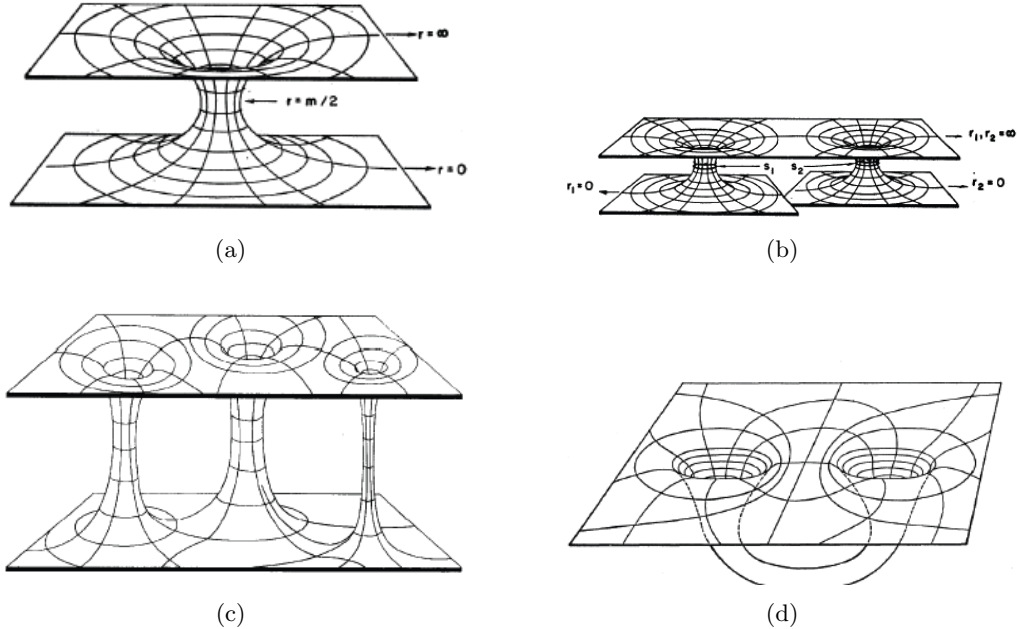 r = ∞
r = m/2
r = 0
(a)
r₁, r₂ = ∞
s₁ s₂
r₁ = 0
r₂ = 0
(b)
(c)
(d)